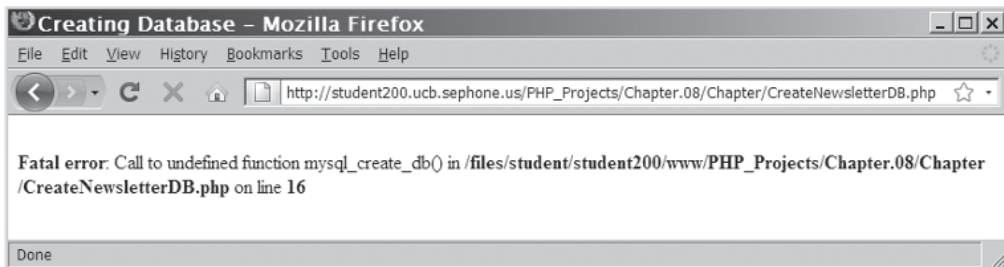 Creating Database – Mozilla Firefox
File Edit View History Bookmarks Tools Help
http://student200.ucb.sephone.us/PHP_Projects/Chapter.08/Chapter/CreateNewsletterDB.php
Fatal error: Call to undefined function mysql_create_db() in /files/student/student200/www/PHP_Projects/Chapter.08/Chapter
/CreateNewsletterDB.php on line 16
Done